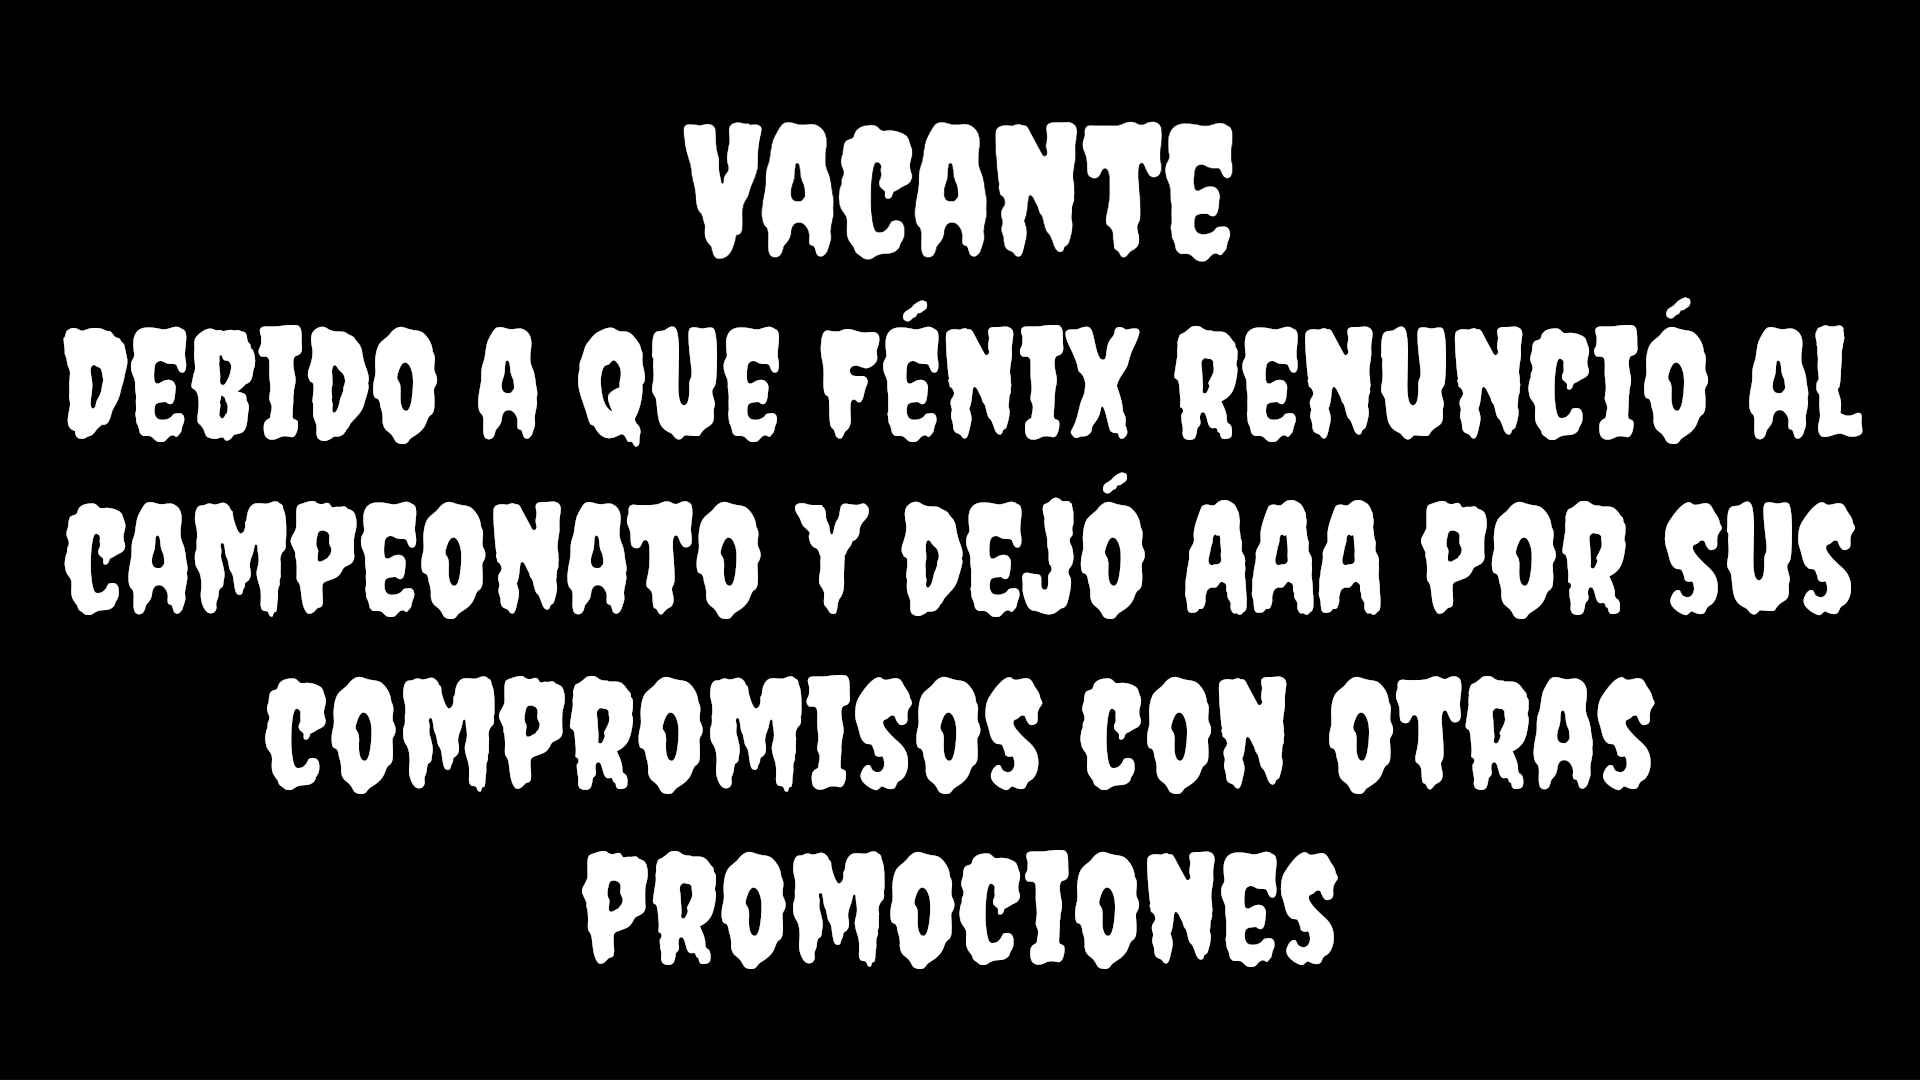 VACANTE
DEBIDO A QUE FÉNIX RENUNCIÓ AL
CAMPEONATO Y DEJÓ AAA POR SUS
COMPROMISOS CON OTRAS
PROMOCIONES